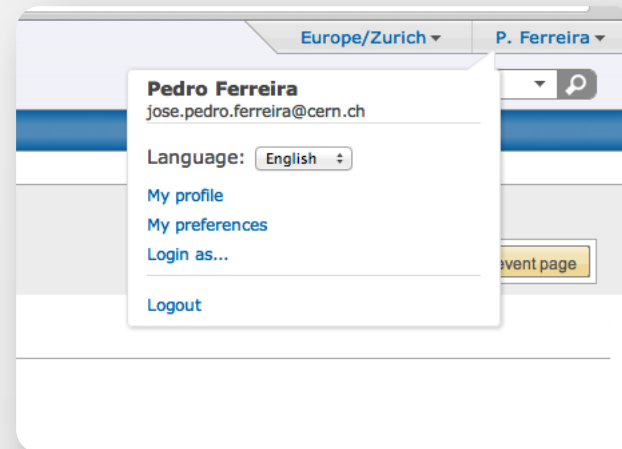 Europe/Zurich P. Ferreira
Pedro Ferreira
jose.pedro.ferreira@cern.ch
Language: English
My profile
My preferences
Login as...
event page
Logout